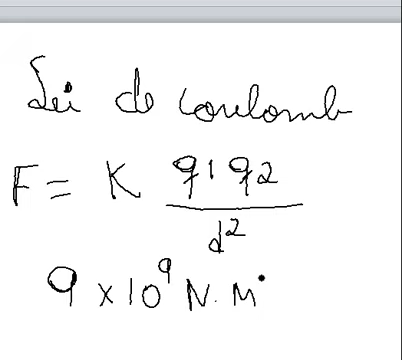 Lei de coulomb
F = K q1 q2
d²
9 x 10⁹ N.M